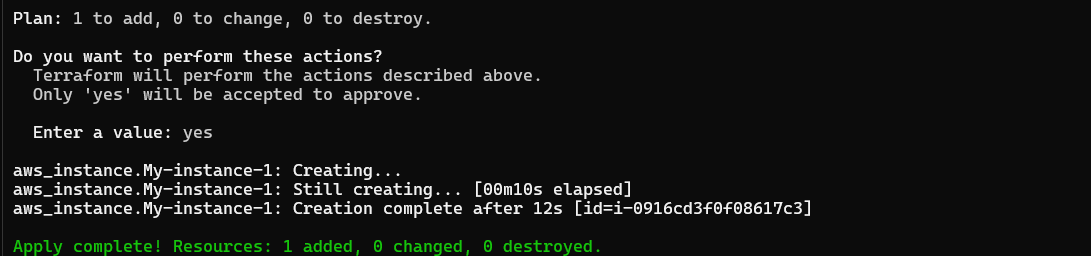 Plan: 1 to add, 0 to change, 0 to destroy.
Do you want to perform these actions?
Terraform will perform the actions described above.
Only 'yes' will be accepted to approve.
Enter a value: yes
aws_instance.My-instance-1: Creating...
aws_instance.My-instance-1: Still creating... [00m10s elapsed]
aws_instance.My-instance-1: Creation complete after 12s [id=i-0916cd3f0f08617c3]
Apply complete! Resources: 1 added, 0 changed, 0 destroyed.